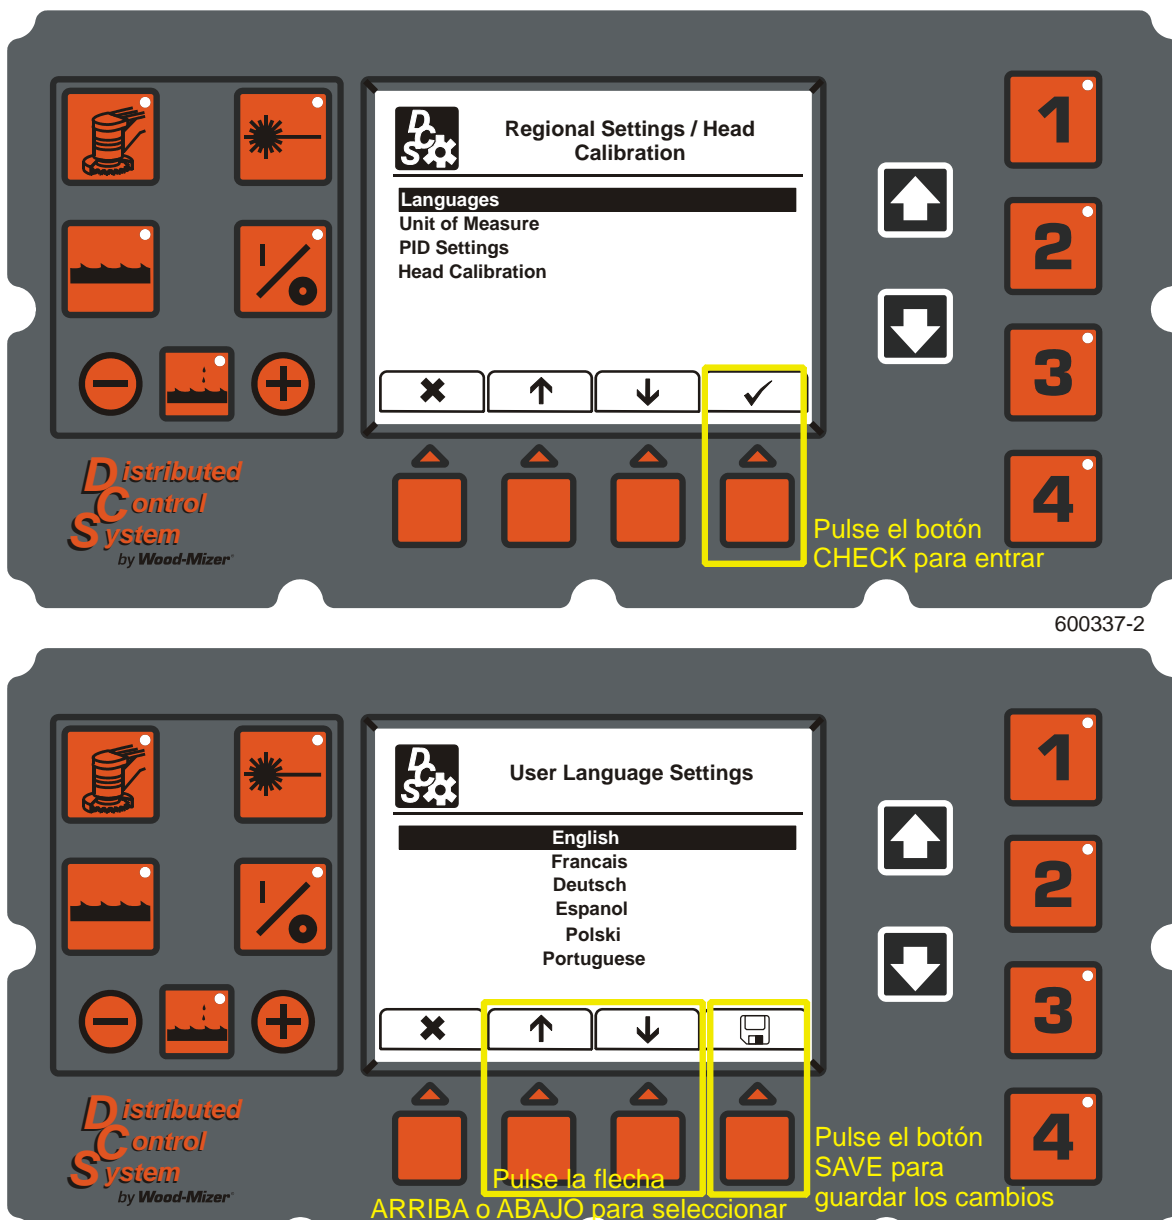 DCS
Regional Settings / Head
Calibration
Languages
Unit of Measure
PID Settings
Head Calibration
1
2
3
4
Distributed
Control
System
by Wood-Mizer
Pulse el botón
CHECK para entrar
600337-2
DCS
User Language Settings
English
Francais
Deutsch
Espanol
Polski
Portuguese
1
2
3
4
Distributed
Control
System
by Wood-Mizer
Pulse la flecha
ARRIBA o ABAJO para seleccionar
Pulse el botón
SAVE para
guardar los cambios